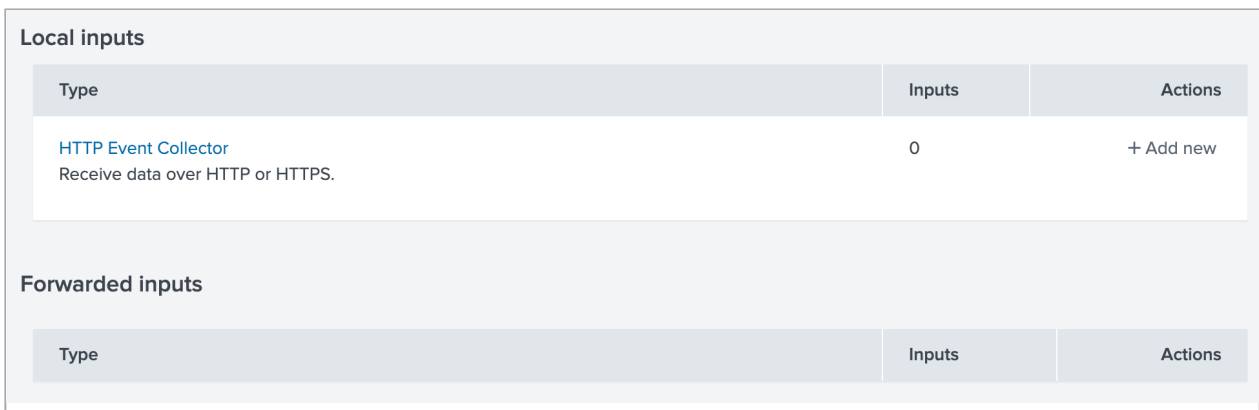 Local inputs
Type Inputs Actions
HTTP Event Collector 0 + Add new
Receive data over HTTP or HTTPS.
Forwarded inputs
Type Inputs Actions